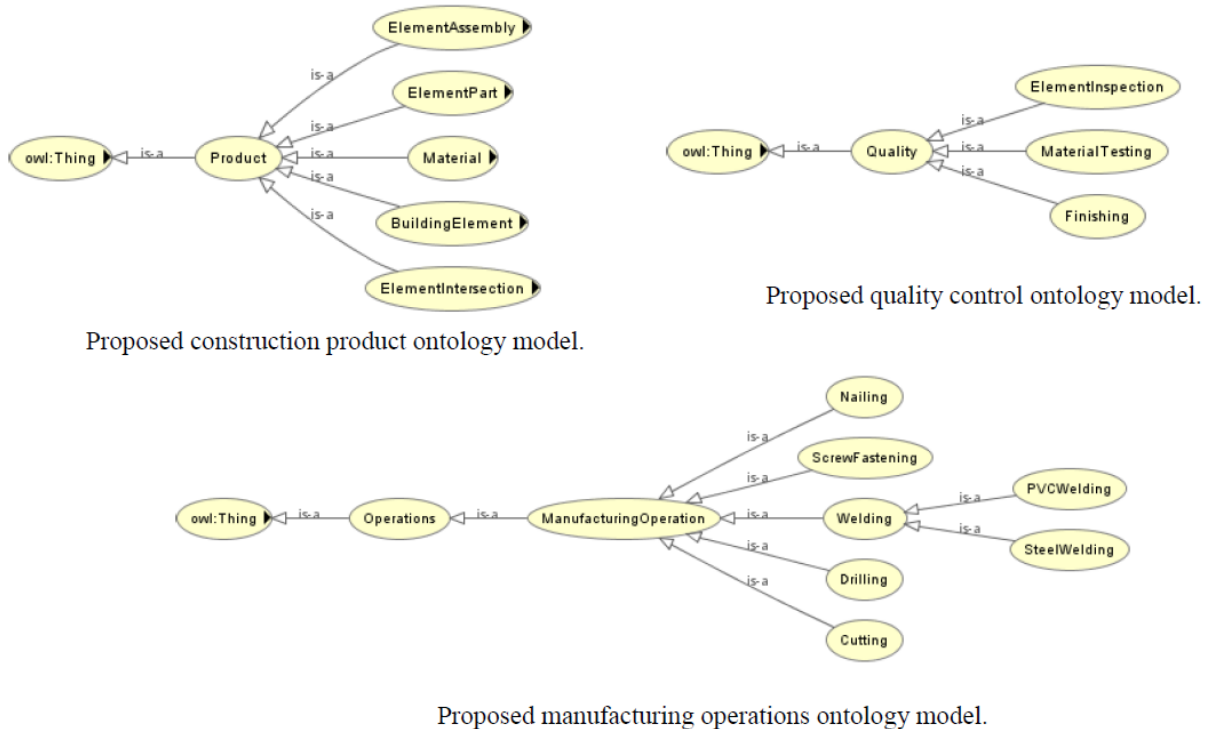 ElementAssembly
is-a
ElementPart
is-a
owl:Thing
is-a
Product
is-a
Material
is-a
BuildingElement
is-a
ElementIntersection
Proposed construction product ontology model.
ElementInspection
is-a
owl:Thing
is-a
Quality
is-a
MaterialTesting
is-a
Finishing
Proposed quality control ontology model.
Nailing
is-a
ScrewFastening
is-a
PVCWelding
is-a
owl:Thing
is-a
Operations
is-a
ManufacturingOperation
is-a
Welding
is-a
SteelWelding
is-a
Drilling
is-a
Cutting
Proposed manufacturing operations ontology model.